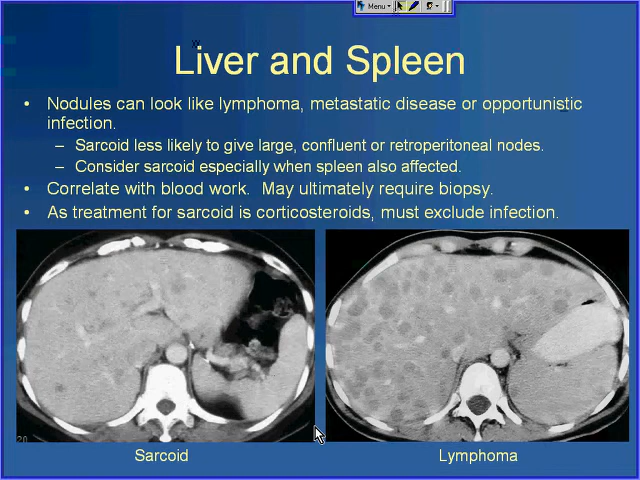 Menu
Liver and Spleen
• Nodules can look like lymphoma, metastatic disease or opportunistic
infection.
– Sarcoid less likely to give large, confluent or retroperitoneal nodes.
– Consider sarcoid especially when spleen also affected.
• Correlate with blood work. May ultimately require biopsy.
• As treatment for sarcoid is corticosteroids, must exclude infection.
20
Sarcoid
Lymphoma